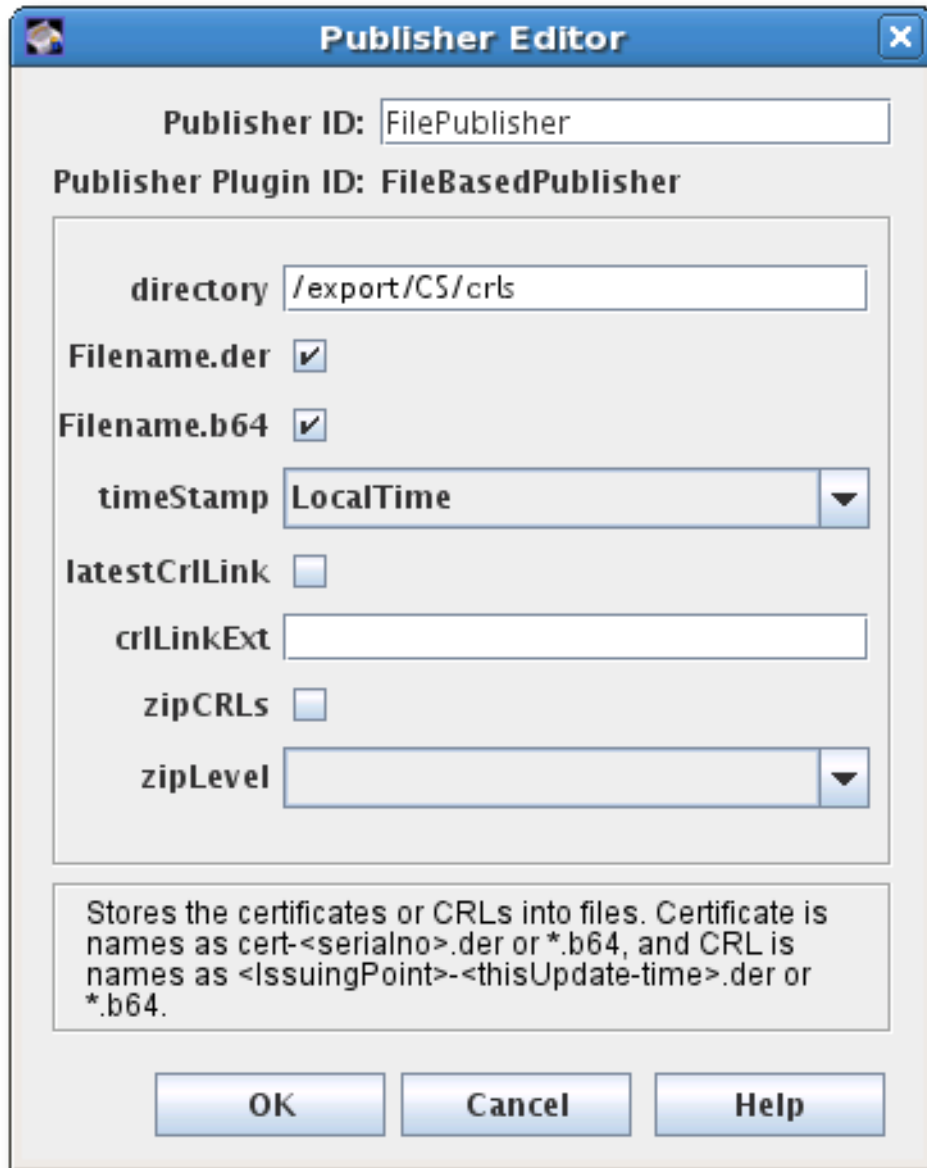 Publisher Editor
Publisher ID: FilePublisher
Publisher Plugin ID: FileBasedPublisher
directory /export/CS/crls
Filename.der
Filename.b64
timeStamp LocalTime
latestCrlLink
crlLinkExt
zipCRLs
zipLevel
Stores the certificates or CRLs into files. Certificate is
names as cert-<serialno>.der or *.b64, and CRL is
names as <IssuingPoint>-<thisUpdate-time>.der or
*.b64.
OK Cancel Help